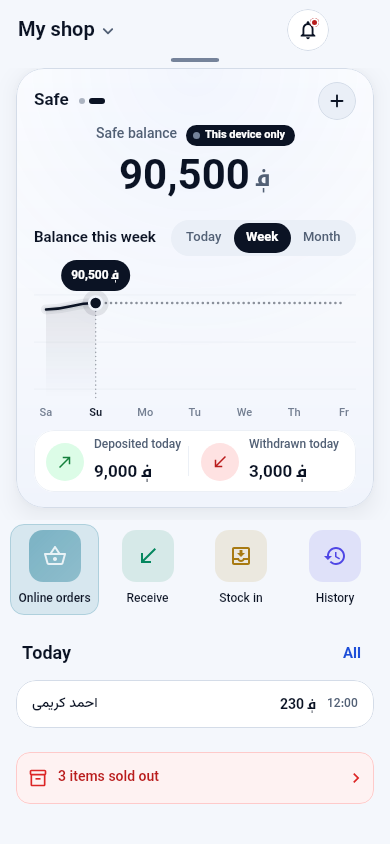 My shop
Safe
Safe balance This device only
90,500 ؋
Balance this week Today Week Month
90,500 ؋
Sa Su Mo Tu We Th Fr
Deposited today Withdrawn today
9,000 ؋ 3,000 ؋
Online orders Receive Stock in History
Today All
احمد کریمی 230 ؋ 12:00
3 items sold out